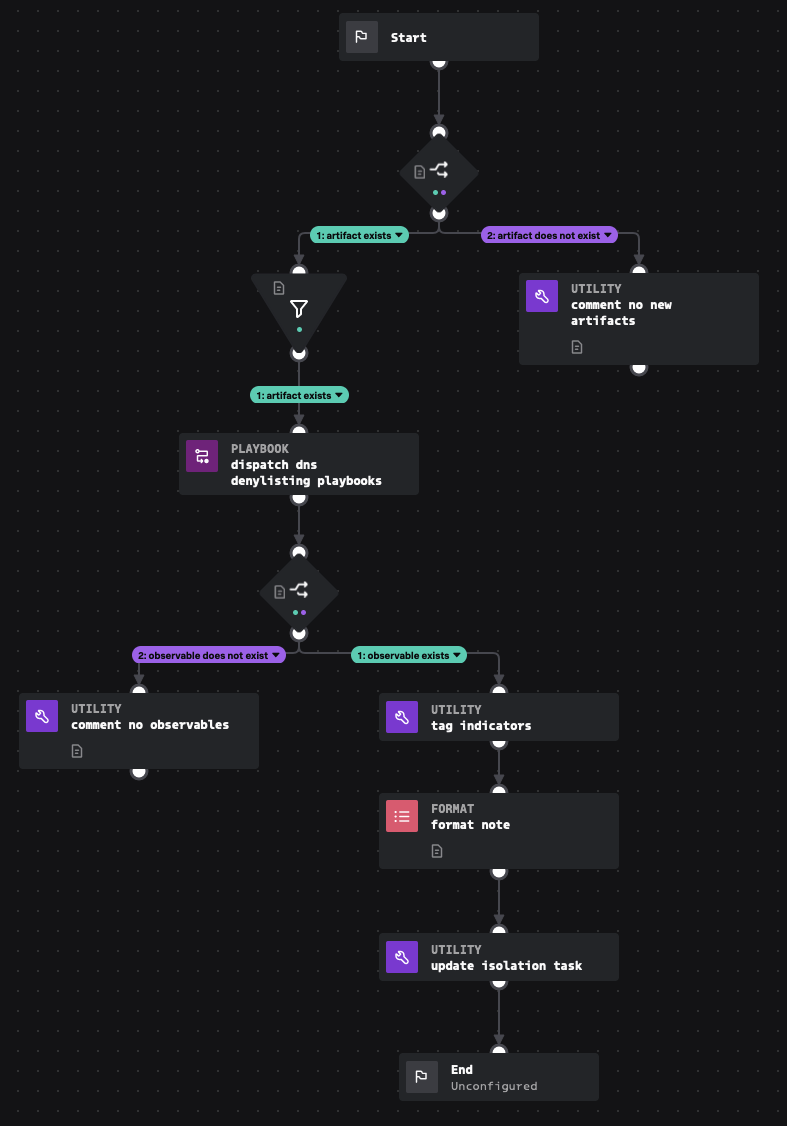 Start
1: artifact exists
2: artifact does not exist
UTILITY
comment no new
artifacts
1: artifact exists
PLAYBOOK
dispatch dns
denylisting playbooks
2: observable does not exist
1: observable exists
UTILITY
comment no observables
UTILITY
tag indicators
FORMAT
format note
UTILITY
update isolation task
End
Unconfigured